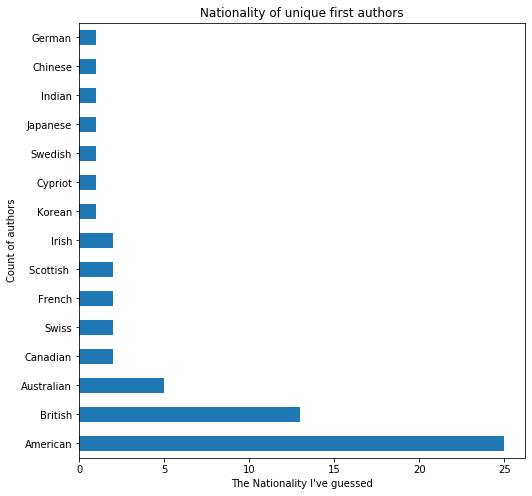 Nationality of unique first authors
German
Chinese
Indian
Japanese
Swedish
Cypriot
Korean
Irish
Scottish
French
Swiss
Canadian
Australian
British
American
Count of authors
0 5 10 15 20 25
The Nationality I've guessed